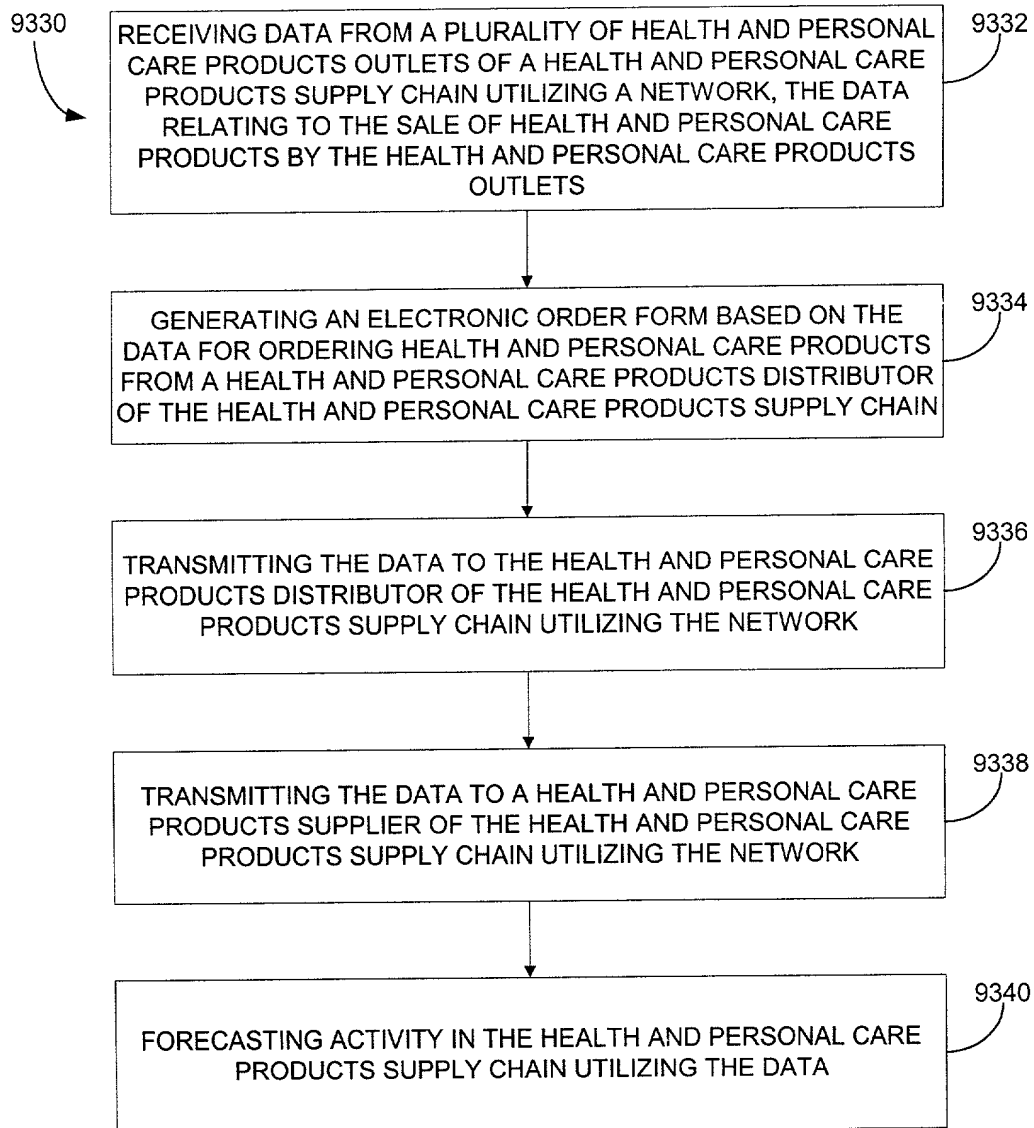 9330
RECEIVING DATA FROM A PLURALITY OF HEALTH AND PERSONAL
CARE PRODUCTS OUTLETS OF A HEALTH AND PERSONAL CARE
PRODUCTS SUPPLY CHAIN UTILIZING A NETWORK, THE DATA
RELATING TO THE SALE OF HEALTH AND PERSONAL CARE
PRODUCTS BY THE HEALTH AND PERSONAL CARE PRODUCTS
OUTLETS
9332
GENERATING AN ELECTRONIC ORDER FORM BASED ON THE
DATA FOR ORDERING HEALTH AND PERSONAL CARE PRODUCTS
FROM A HEALTH AND PERSONAL CARE PRODUCTS DISTRIBUTOR
OF THE HEALTH AND PERSONAL CARE PRODUCTS SUPPLY CHAIN
9334
TRANSMITTING THE DATA TO THE HEALTH AND PERSONAL CARE
PRODUCTS DISTRIBUTOR OF THE HEALTH AND PERSONAL CARE
PRODUCTS SUPPLY CHAIN UTILIZING THE NETWORK
9336
TRANSMITTING THE DATA TO A HEALTH AND PERSONAL CARE
PRODUCTS SUPPLIER OF THE HEALTH AND PERSONAL CARE
PRODUCTS SUPPLY CHAIN UTILIZING THE NETWORK
9338
FORECASTING ACTIVITY IN THE HEALTH AND PERSONAL CARE
PRODUCTS SUPPLY CHAIN UTILIZING THE DATA
9340